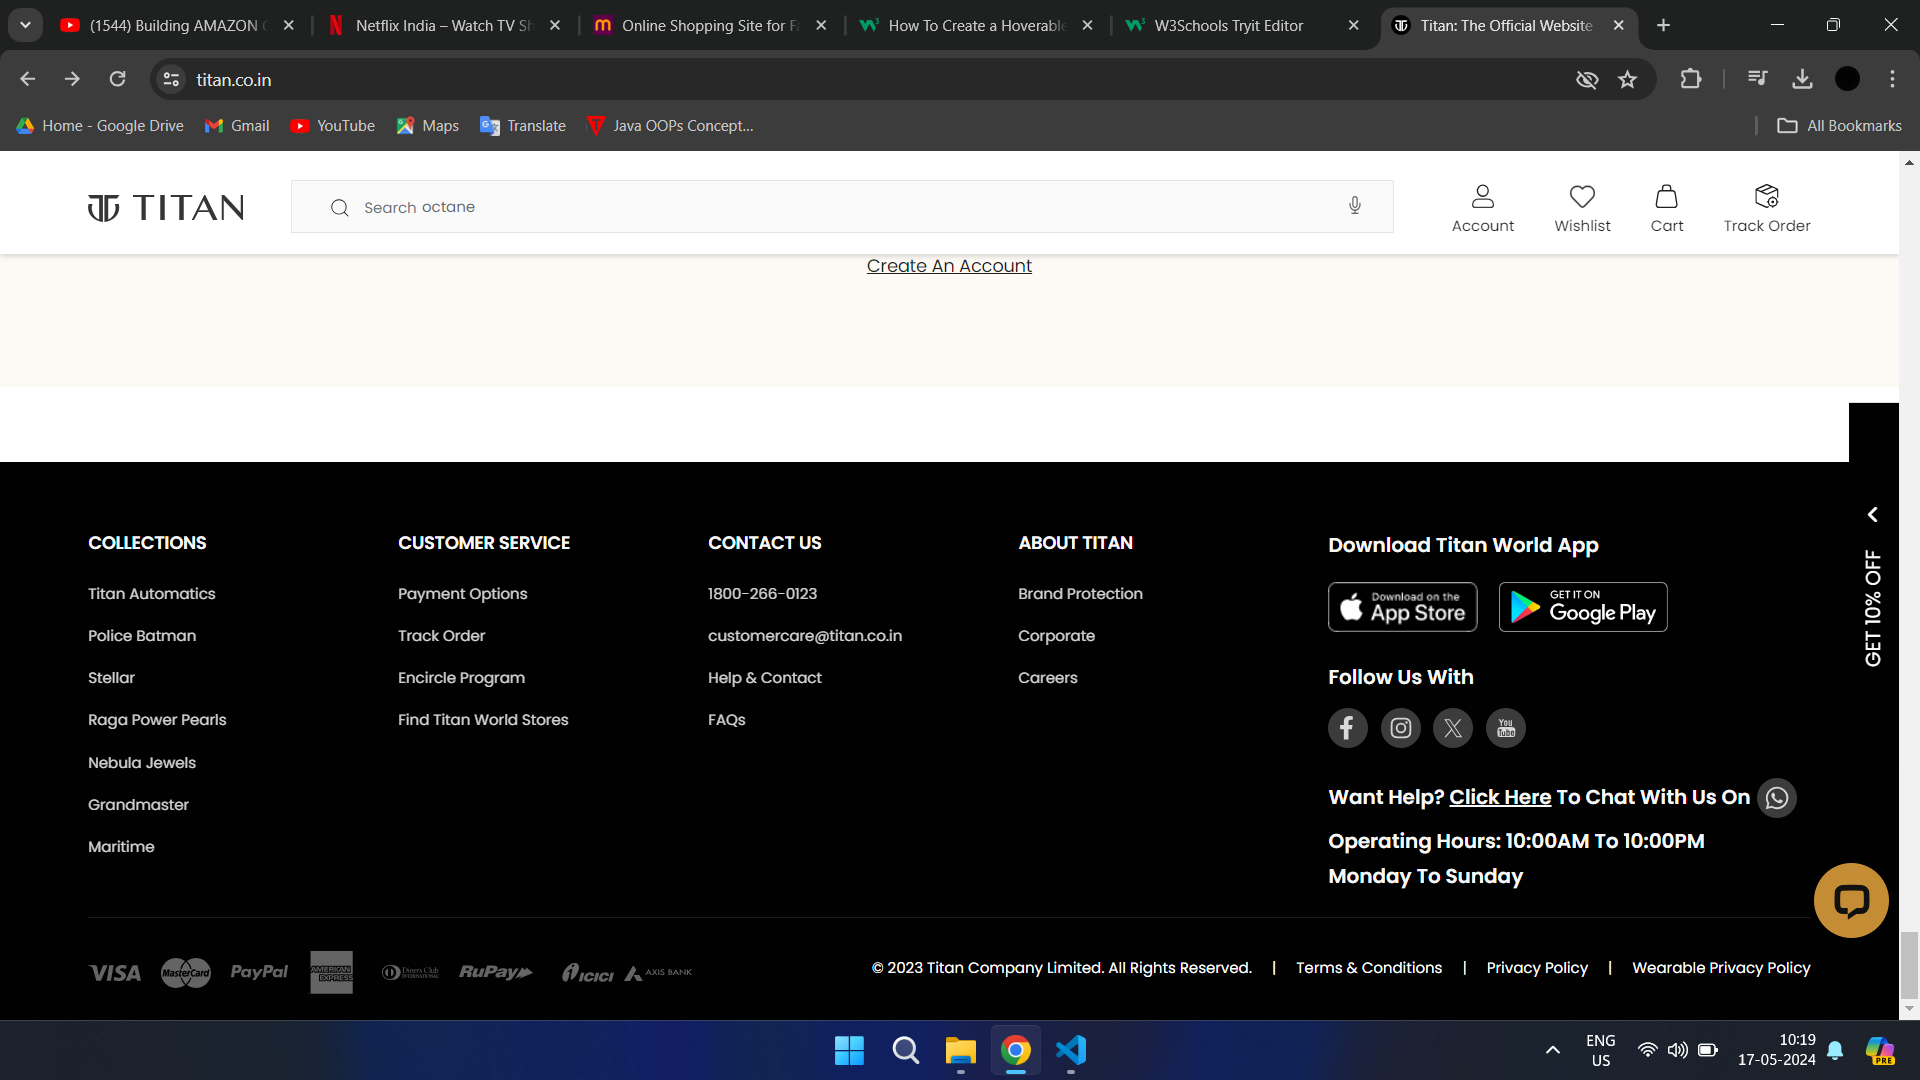 (1544) Building AMAZON
Netflix India – Watch TV Sh
Online Shopping Site for Fa
How To Create a Hoverable
W3Schools Tryit Editor
Titan: The Official Website
titan.co.in
Home - Google Drive
Gmail
YouTube
Maps
Translate
Java OOPs Concept...
All Bookmarks
TITAN
Search octane
Account
Wishlist
Cart
Track Order
Create An Account
COLLECTIONS
Titan Automatics
Police Batman
Stellar
Raga Power Pearls
Nebula Jewels
Grandmaster
Maritime
CUSTOMER SERVICE
Payment Options
Track Order
Encircle Program
Find Titan World Stores
CONTACT US
1800-266-0123
customercare@titan.co.in
Help & Contact
FAQs
ABOUT TITAN
Brand Protection
Corporate
Careers
Download Titan World App
Download on the
App Store
GET IT ON
Google Play
Follow Us With
You
Tube
Want Help? Click Here To Chat With Us On
Operating Hours: 10:00AM To 10:00PM
Monday To Sunday
GET 10% OFF
VISA
MasterCard
PayPal
AMERICAN
EXPRESS
Diners Club
INTERNATIONAL
RuPay
ICICI
AXIS BANK
© 2023 Titan Company Limited. All Rights Reserved. | Terms & Conditions | Privacy Policy | Wearable Privacy Policy
ENG
US
10:19
17-05-2024
PRE